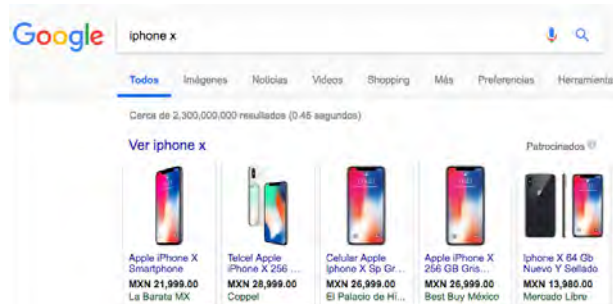 Google
iphone x
Todos Imágenes Noticias Videos Shopping Más Preferencias Herramienta
Cerca de 2,300,000,000 resultados (0.45 segundos)
Ver iphone x
Patrocinados
Apple iPhone X
Smartphone
MXN 21,999.00
La Barata MX
Telcel Apple
iPhone X 256 ...
MXN 28,999.00
Coppel
Celular Apple
Iphone X Sp Gr...
MXN 26,999.00
El Palacio de Hi...
Apple iPhone X
256 GB Gris...
MXN 26,999.00
Best Buy México
Iphone X 64 Gb
Nuevo Y Sellado
MXN 13,980.00
Mercado Libre